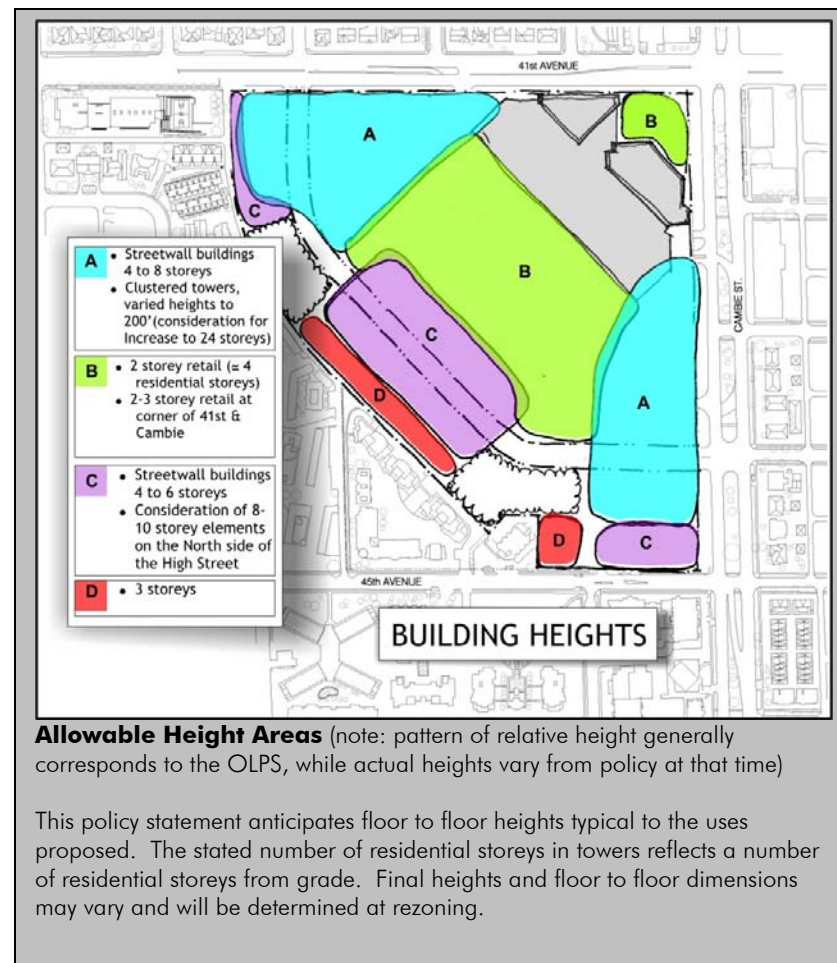 41st AVENUE
A
B
C
B
CAMBIE ST.
C
A
D
D
C
45th AVENUE
A
• Streetwall buildings
4 to 8 storeys
• Clustered towers,
varied heights to
200'(consideration for
Increase to 24 storeys)
B
• 2 storey retail (= 4
residential storeys)
• 2-3 storey retail at
corner of 41st &
Cambie
C
• Streetwall buildings
4 to 6 storeys
• Consideration of 8-
10 storey elements
on the North side of
the High Street
D
• 3 storeys
BUILDING HEIGHTS
Allowable Height Areas (note: pattern of relative height generally
corresponds to the OLPS, while actual heights vary from policy at that time)
This policy statement anticipates floor to floor heights typical to the uses
proposed. The stated number of residential storeys in towers reflects a number
of residential storeys from grade. Final heights and floor to floor dimensions
may vary and will be determined at rezoning.